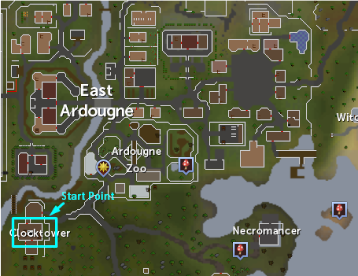 East
Ardougne
Witc
Ardougne
Zoo
Start Point
Clocktower
Necromancer